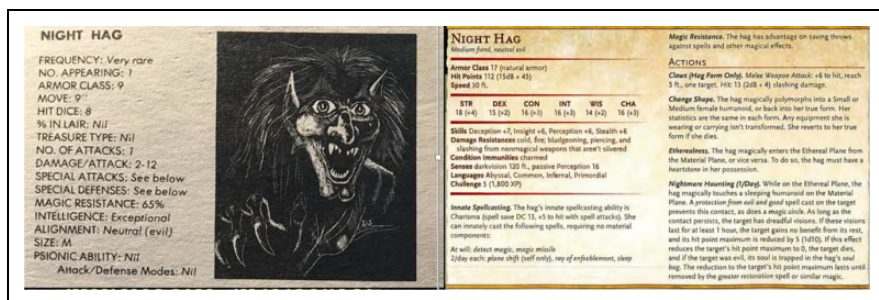 NIGHT HAG
FREQUENCY: Very rare
NO. APPEARING: 1
ARMOR CLASS: 9
MOVE: 9"
HIT DICE: 8
% IN LAIR: Nil
TREASURE TYPE: Nil
NO. OF ATTACKS: 1
DAMAGE/ATTACK: 2-12
SPECIAL ATTACKS: See below
SPECIAL DEFENSES: See below
MAGIC RESISTANCE: 65%
INTELLIGENCE: Exceptional
ALIGNMENT: Neutral (evil)
SIZE: M
PSIONIC ABILITY: Nil
Attack/Defense Modes: Nil
NIGHT HAG
Medium fiend, neutral evil
Armor Class 17 (natural armor)
Hit Points 112 (15d8 + 45)
Speed 30 ft.
STR DEX CON INT WIS CHA
18 (+4) 15 (+2) 16 (+3) 16 (+3) 14 (+2) 16 (+3)
Skills Deception +7, Insight +6, Perception +6, Stealth +6
Damage Resistances cold, fire; bludgeoning, piercing, and
slashing from nonmagical weapons that aren't silvered
Condition Immunities charmed
Senses darkvision 120 ft., passive Perception 16
Languages Abyssal, Common, Infernal, Primordial
Challenge 5 (1,800 XP)
Innate Spellcasting. The hag's innate spellcasting ability is
Charisma (spell save DC 13, +5 to hit with spell attacks). She
can innately cast the following spells, requiring no material
components:
At will: detect magic, magic missile
2/day each: plane shift (self only), ray of enfeeblement, sleep
Magic Resistance. The hag has advantage on saving throws
against spells and other magical effects.
ACTIONS
Claws (Hag Form Only). Melee Weapon Attack: +6 to hit, reach
5 ft., one target. Hit: 13 (2d8 + 4) slashing damage.
Change Shape. The hag magically polymorphs into a Small or
Medium female humanoid, or back into her true form. Her
statistics are the same in each form. Any equipment she is
wearing or carrying isn't transformed. She reverts to her true
form if she dies.
Etherealness. The hag magically enters the Ethereal Plane from
the Material Plane, or vice versa. To do so, the hag must have a
heartstone in her possession.
Nightmare Haunting (1/Day). While on the Ethereal Plane, the
hag magically touches a sleeping humanoid on the Material
Plane. A protection from evil and good spell cast on the target
prevents this contact, as does a magic circle. As long as the
contact persists, the target has dreadful visions. If these visions
last for at least 1 hour, the target gains no benefit from its rest,
and its hit point maximum is reduced by 5 (1d10). If this effect
reduces the target's hit point maximum to 0, the target dies,
and if the target was evil, its soul is trapped in the hag's soul
bag. The reduction to the target's hit point maximum lasts until
removed by the greater restoration spell or similar magic.